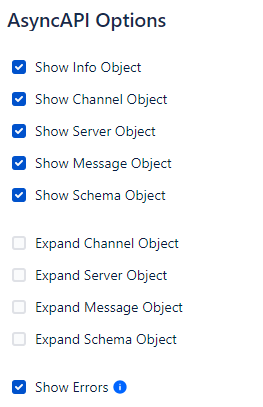 AsyncAPI Options
Show Info Object
Show Channel Object
Show Server Object
Show Message Object
Show Schema Object
Expand Channel Object
Expand Server Object
Expand Message Object
Expand Schema Object
Show Errors i